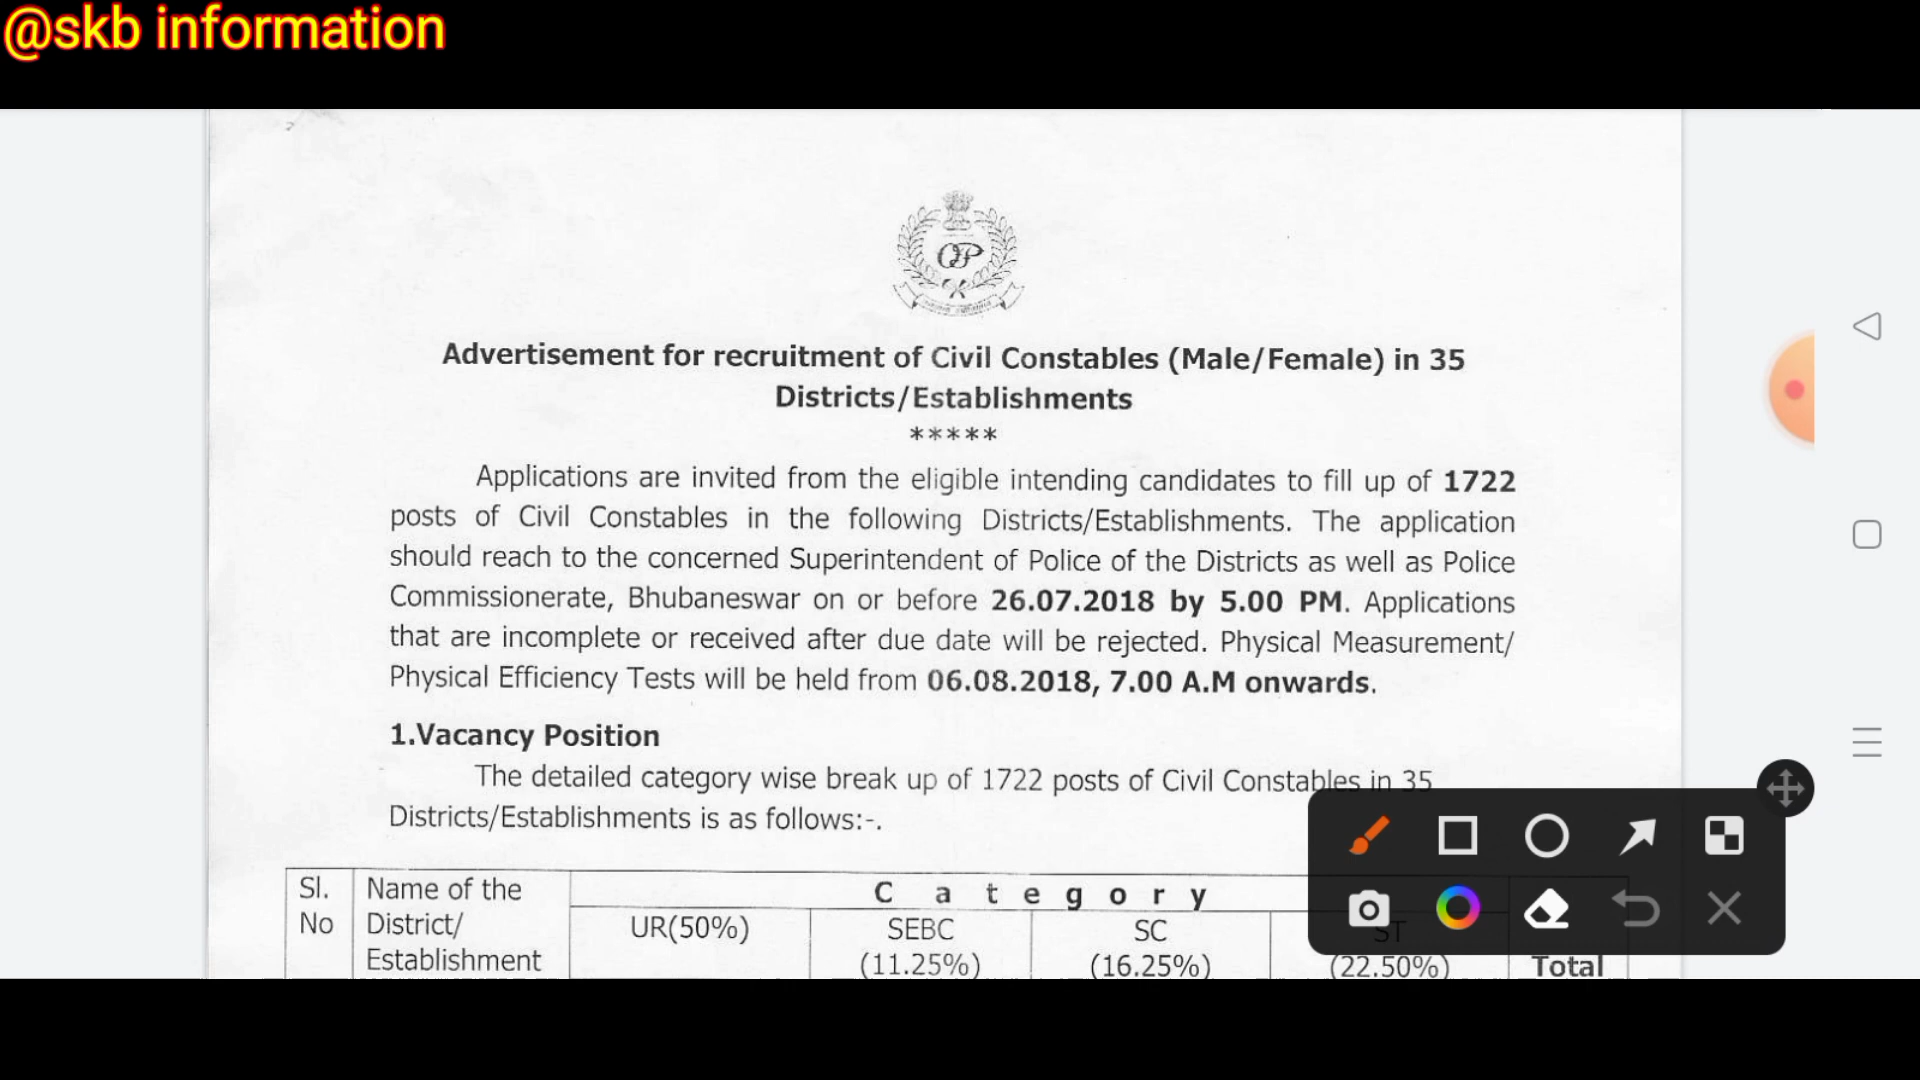 @skb information
OP
Advertisement for recruitment of Civil Constables (Male/Female) in 35
Districts/Establishments
*****
Applications are invited from the eligible intending candidates to fill up of 1722
posts of Civil Constables in the following Districts/Establishments. The application
should reach to the concerned Superintendent of Police of the Districts as well as Police
Commissionerate, Bhubaneswar on or before 26.07.2018 by 5.00 PM. Applications
that are incomplete or received after due date will be rejected. Physical Measurement/
Physical Efficiency Tests will be held from 06.08.2018, 7.00 A.M onwards.
1.Vacancy Position
The detailed category wise break up of 1722 posts of Civil Constables in 35
Districts/Establishments is as follows:-.
Sl. No
Name of the District/ Establishment
C a t e g o r y
UR(50%)
SEBC (11.25%)
SC (16.25%)
ST (22.50%)
Total